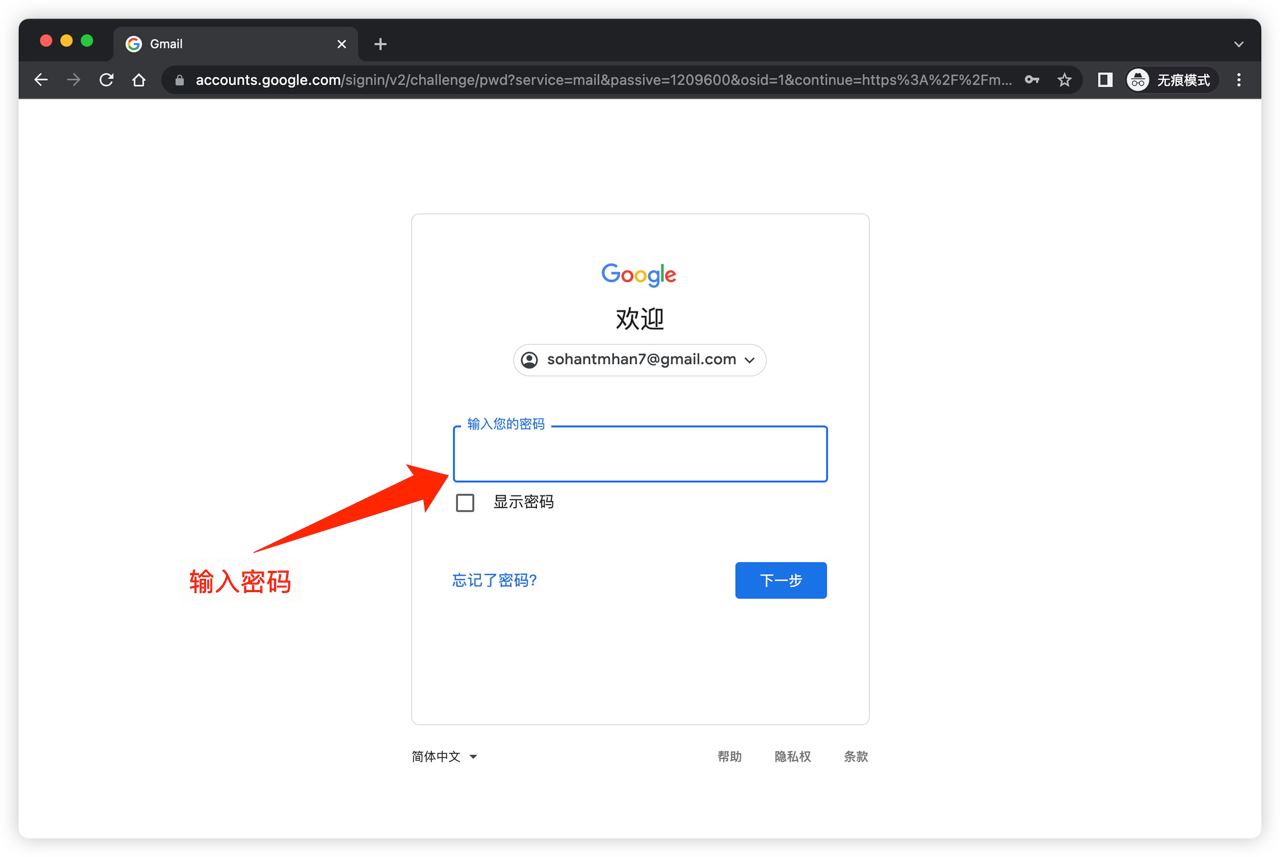 Gmail
accounts.google.com/signin/v2/challenge/pwd?service=mail&passive=1209600&osid=1&continue=https%3A%2F%2Fm...
无痕模式
Google
欢迎
sohantmhan7@gmail.com
输入您的密码
显示密码
输入密码
忘记了密码?
下一步
简体中文
帮助
隐私权
条款